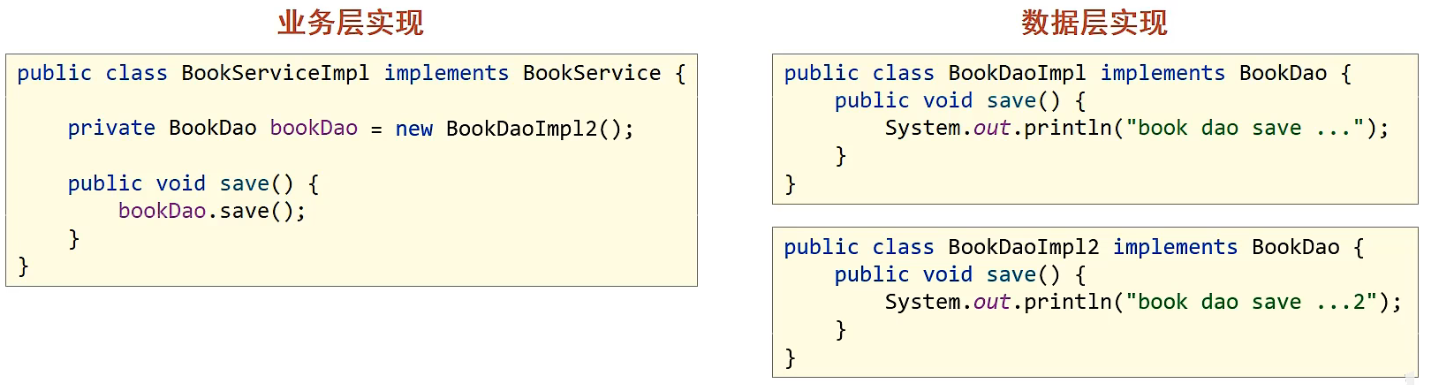 业务层实现
public class BookServiceImpl implements BookService {
    private BookDao bookDao = new BookDaoImpl2();
    public void save() {
        bookDao.save();
    }
}
数据层实现
public class BookDaoImpl implements BookDao {
    public void save() {
        System.out.println("book dao save ...");
    }
}
public class BookDaoImpl2 implements BookDao {
    public void save() {
        System.out.println("book dao save ...2");
    }
}